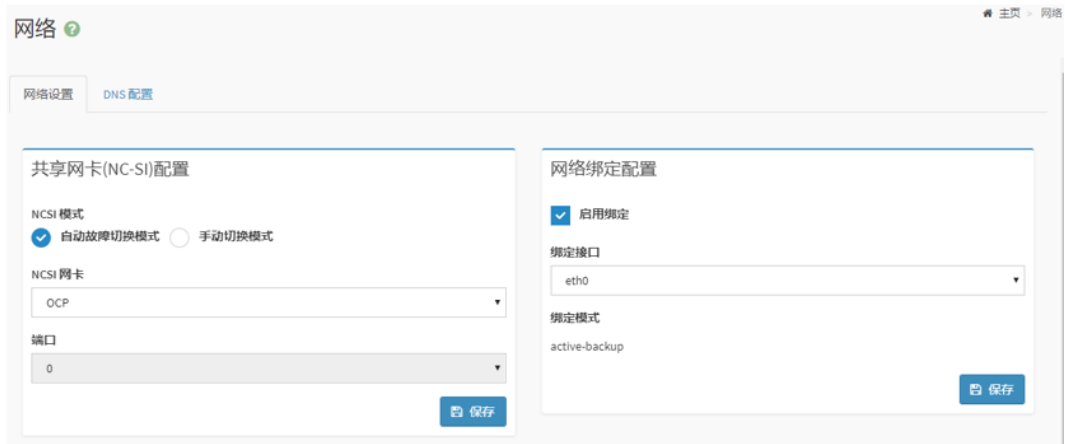 主页 > 网络
网络
网络设置
DNS 配置
共享网卡(NC-SI)配置
NCSI 模式
自动故障切换模式
手动切换模式
NCSI 网卡
OCP
端口
0
保存
网络绑定配置
启用绑定
绑定接口
eth0
绑定模式
active-backup
保存